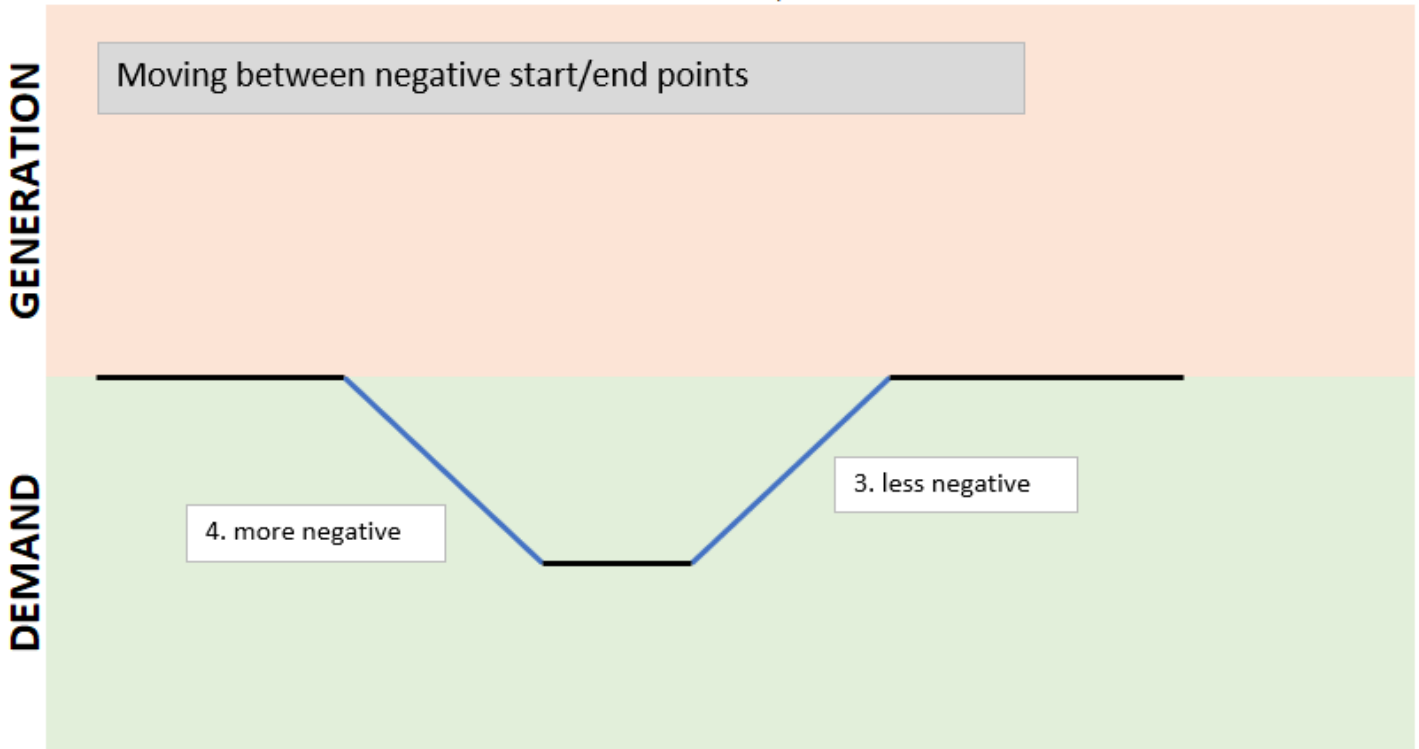 GENERATION
Moving between negative start/end points
DEMAND
4. more negative
3. less negative